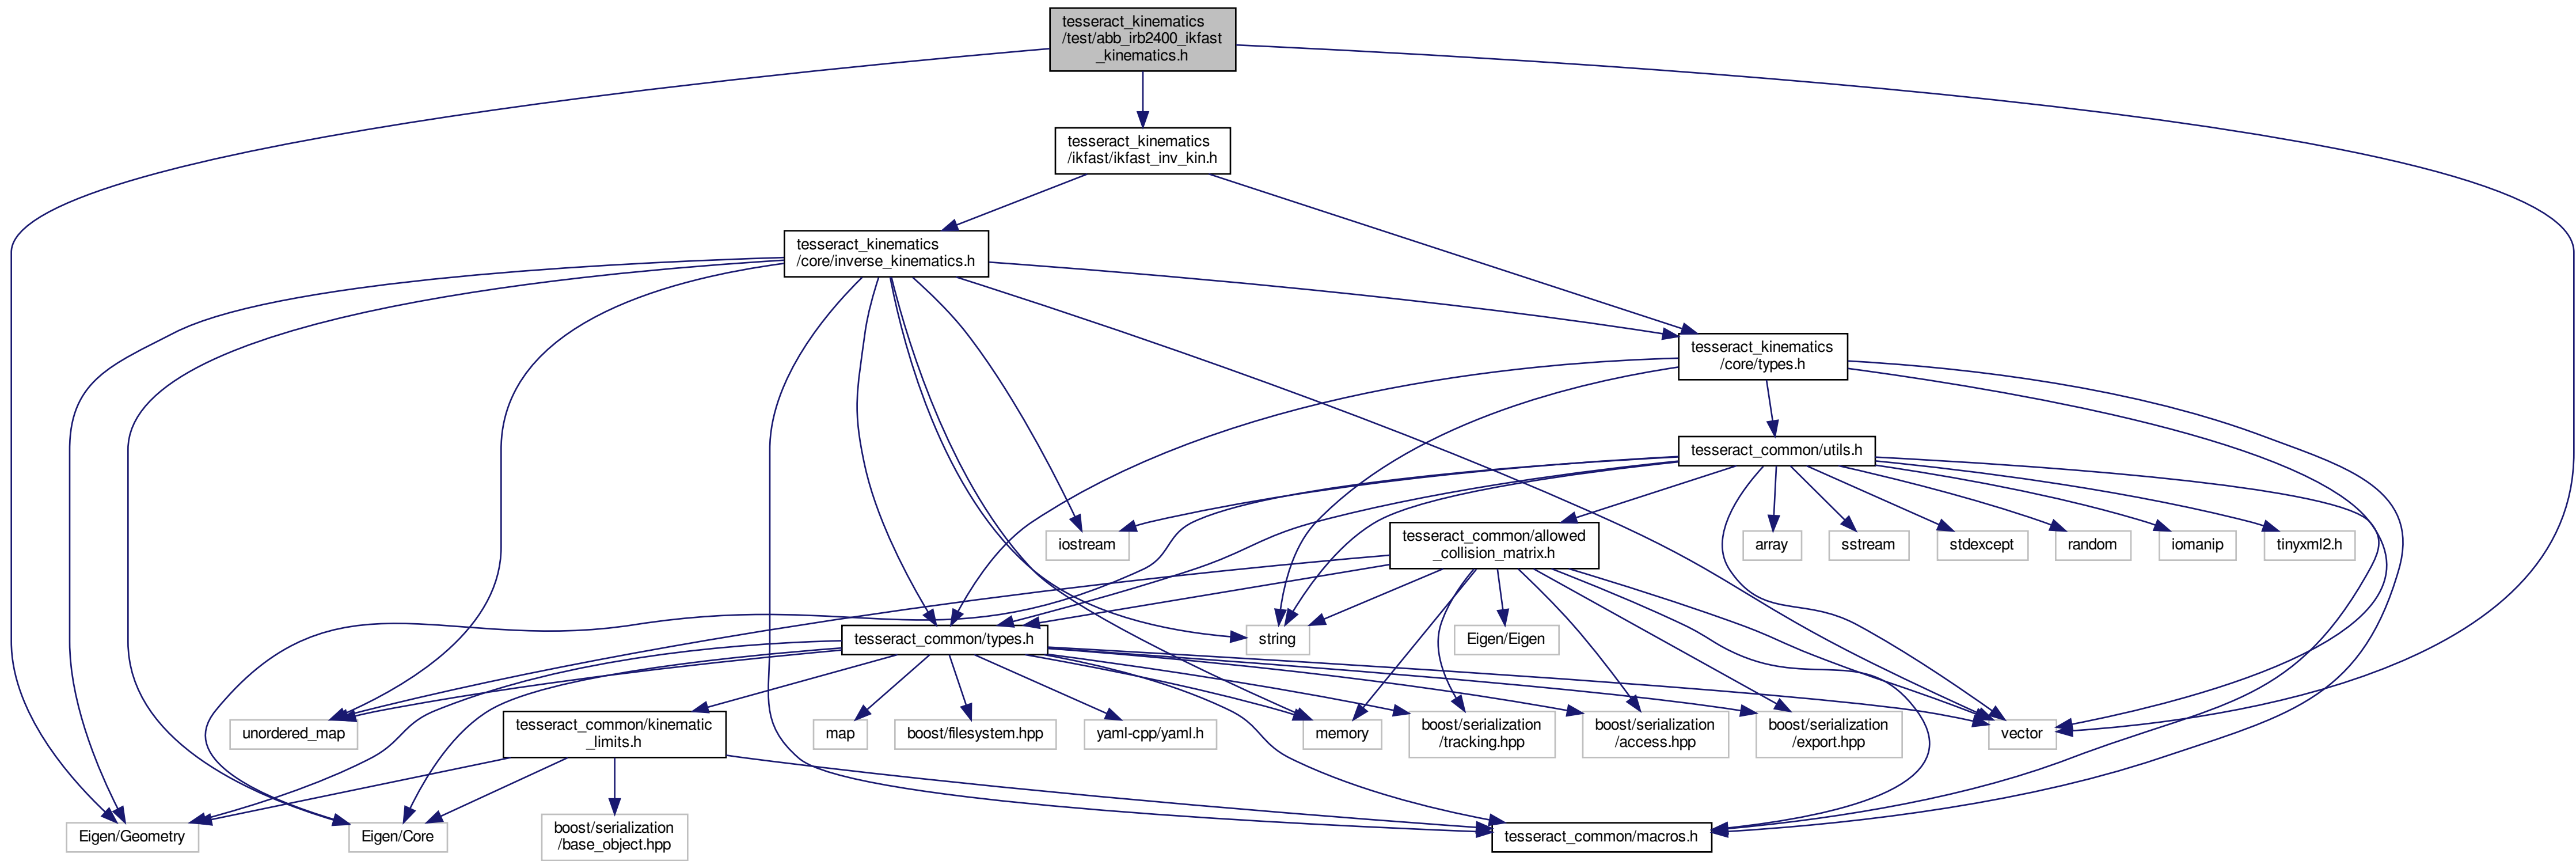 tesseract_kinematics
/test/abb_irb2400_ikfast
_kinematics.h
tesseract_kinematics
/ikfast/ikfast_inv_kin.h
tesseract_kinematics
/core/inverse_kinematics.h
tesseract_kinematics
/core/types.h
tesseract_common/utils.h
iostream
tesseract_common/allowed
_collision_matrix.h
array
sstream
stdexcept
random
iomanip
tinyxml2.h
tesseract_common/types.h
string
Eigen/Eigen
unordered_map
tesseract_common/kinematic
_limits.h
map
boost/filesystem.hpp
yaml-cpp/yaml.h
memory
boost/serialization
/tracking.hpp
boost/serialization
/access.hpp
boost/serialization
/export.hpp
vector
Eigen/Geometry
Eigen/Core
boost/serialization
/base_object.hpp
tesseract_common/macros.h